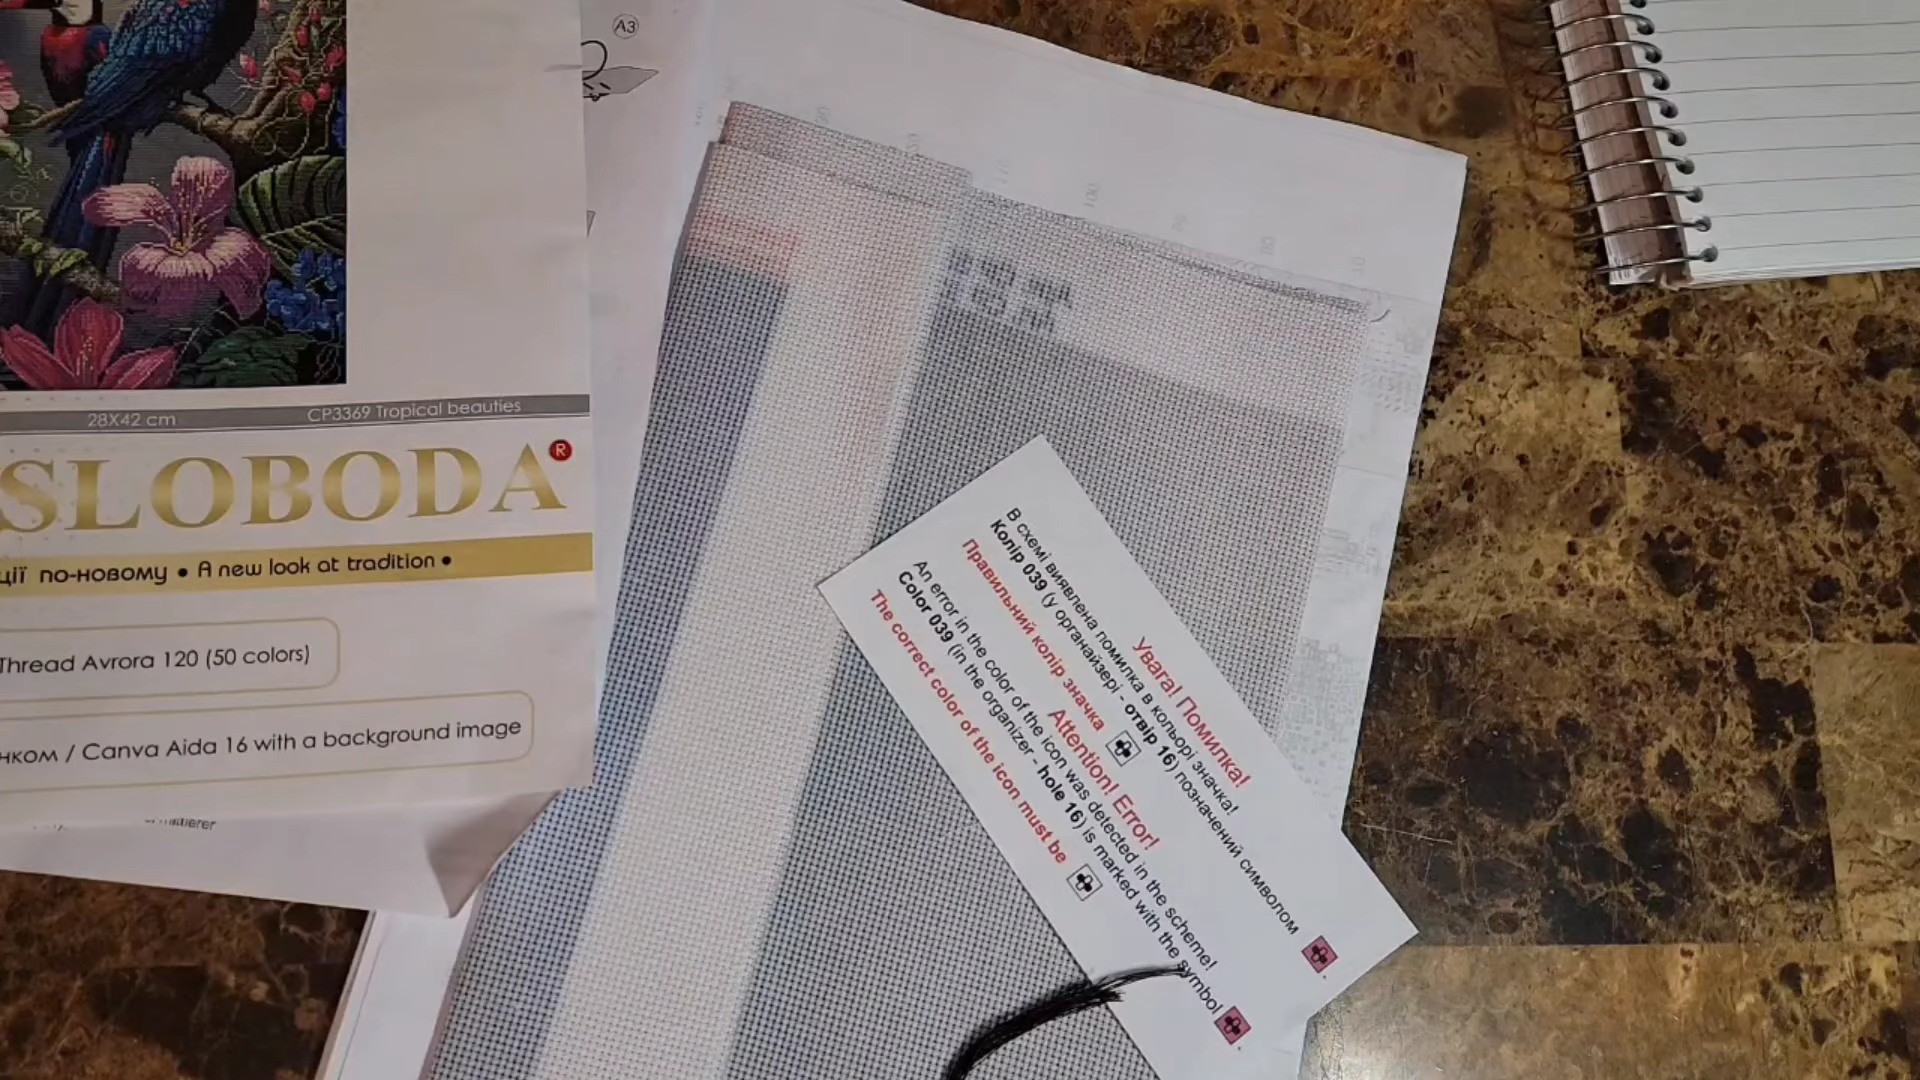 A3
28X42 cm
CP3369 Tropical beauties
SLOBODA®
ції по-новому • A new look at tradition •
Thread Avrora 120 (50 colors)
нком / Canva Aida 16 with a background image
Увага! Помилка!
В схемі виявлена помилка в кольорі значка!
Колір 039 (у органайзері - отвір 16) позначений символом
Правильний колір значка
Attention! Error!
An error in the color of the icon was detected in the scheme!
Color 039 (in the organizer - hole 16) is marked with the symbol
The correct color of the icon must be
100